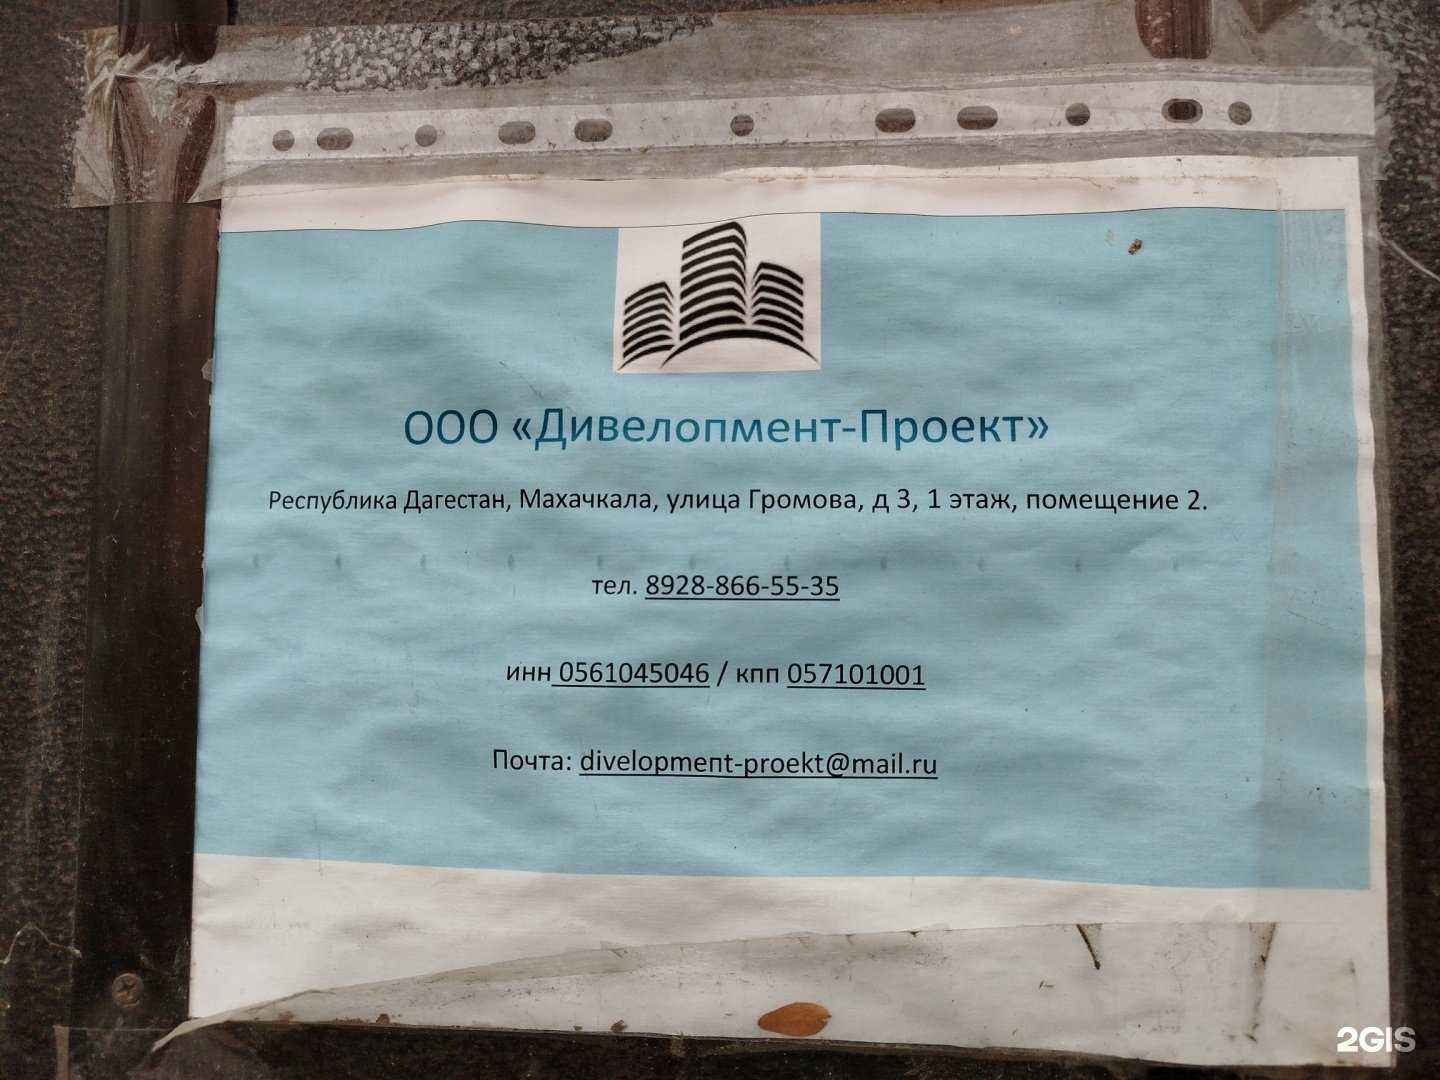 ООО «Дивелопмент-Проект»
Республика Дагестан, Махачкала, улица Громова, д 3, 1 этаж, помещение 2.
тел. 8928-866-55-35
инн 0561045046 / кпп 057101001
Почта: divelopment-proekt@mail.ru
2GIS